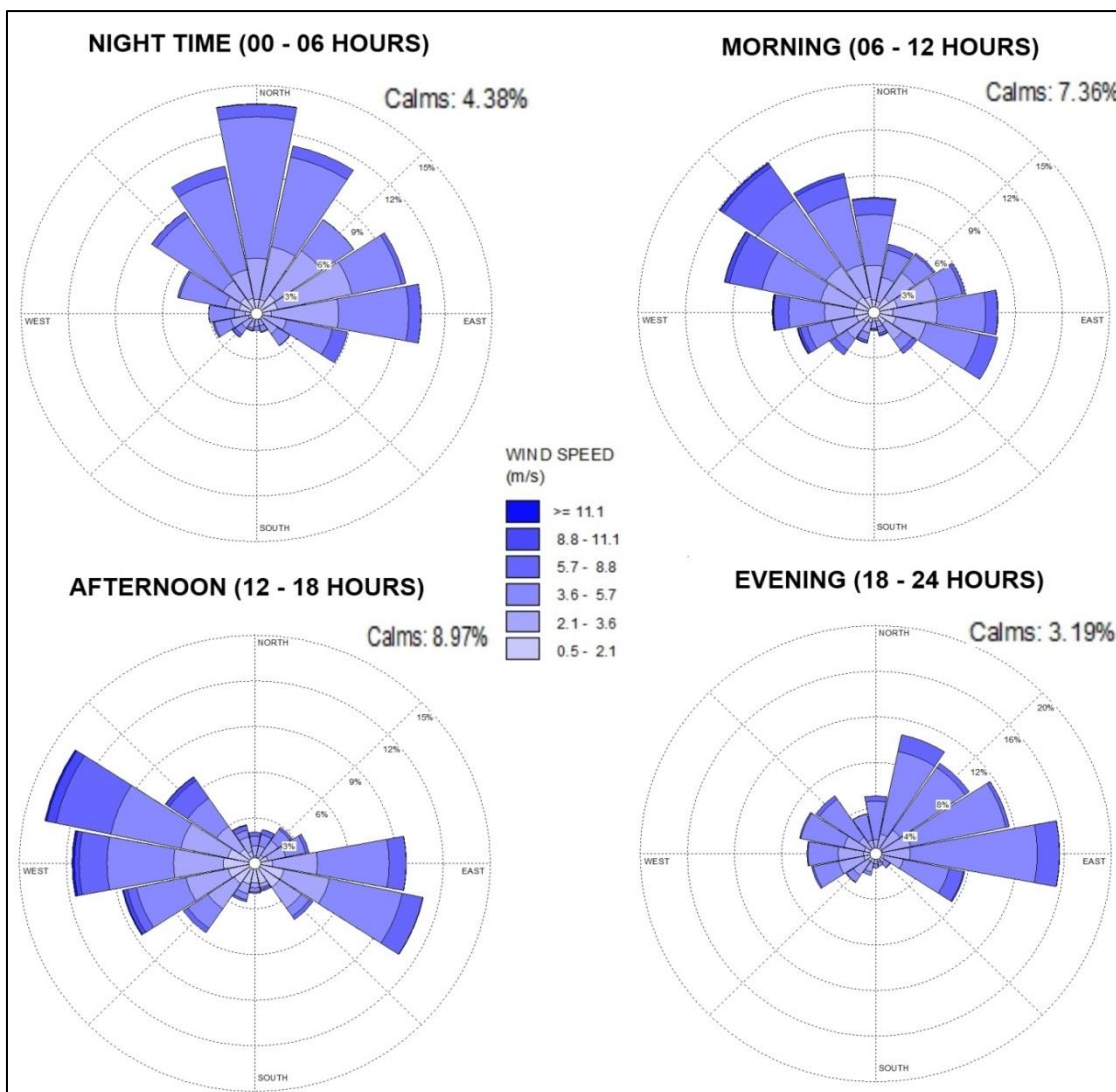 NIGHT TIME (00 - 06 HOURS)
Calms: 4.38%
NORTH
15%
12%
9%
6%
3%
WEST
EAST
SOUTH
MORNING (06 - 12 HOURS)
Calms: 7.36%
NORTH
15%
12%
9%
6%
3%
WEST
EAST
SOUTH
WIND SPEED
(m/s)
>= 11.1
8.8 - 11.1
5.7 - 8.8
3.6 - 5.7
2.1 - 3.6
0.5 - 2.1
AFTERNOON (12 - 18 HOURS)
Calms: 8.97%
NORTH
15%
12%
9%
6%
3%
WEST
EAST
SOUTH
EVENING (18 - 24 HOURS)
Calms: 3.19%
NORTH
20%
16%
12%
8%
4%
WEST
EAST
SOUTH